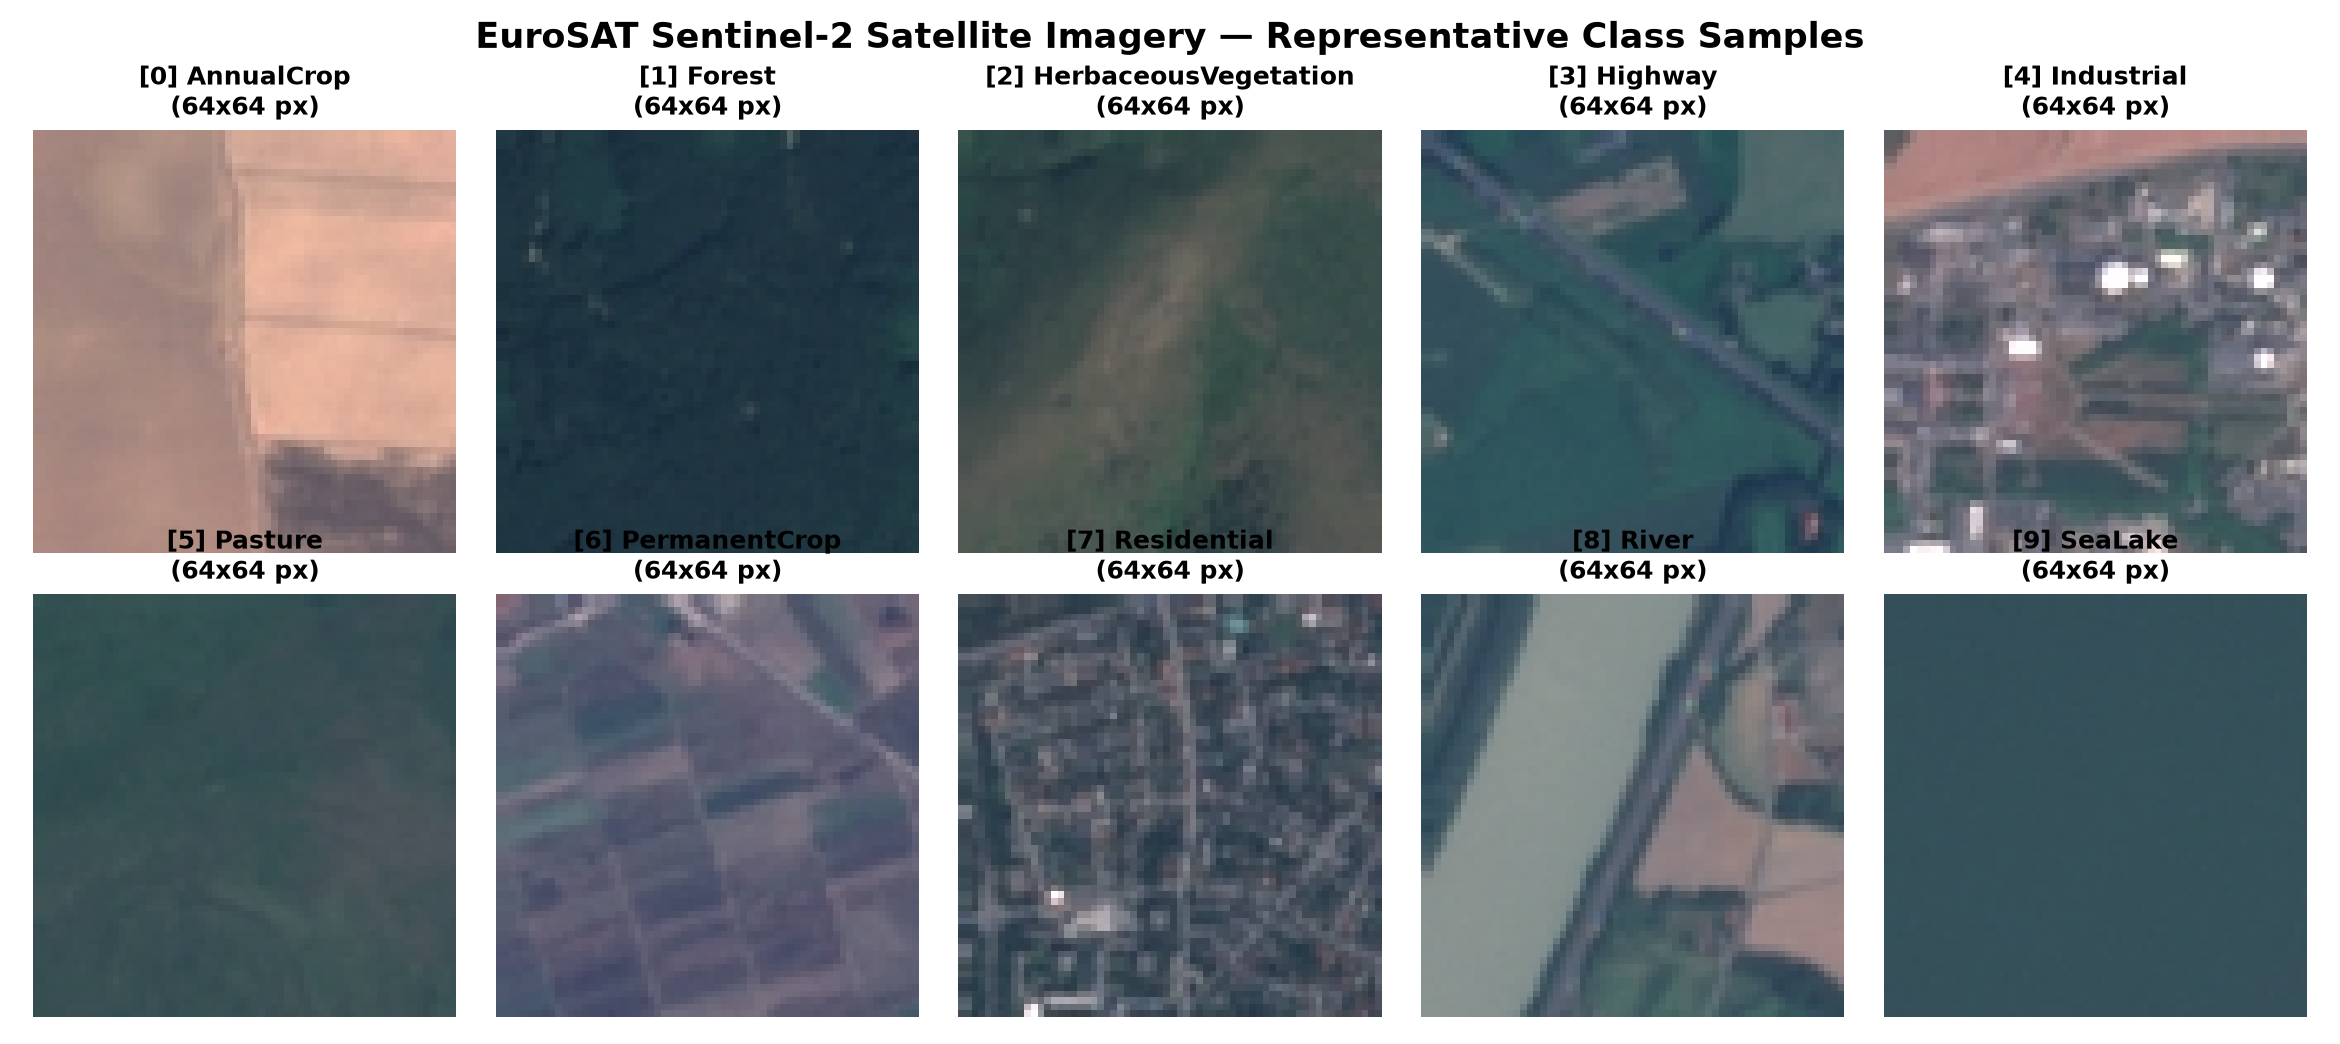 EuroSAT Sentinel-2 Satellite Imagery — Representative Class Samples
[0] AnnualCrop
(64x64 px)
[1] Forest
(64x64 px)
[2] HerbaceousVegetation
(64x64 px)
[3] Highway
(64x64 px)
[4] Industrial
(64x64 px)
[5] Pasture
(64x64 px)
[6] PermanentCrop
(64x64 px)
[7] Residential
(64x64 px)
[8] River
(64x64 px)
[9] SeaLake
(64x64 px)